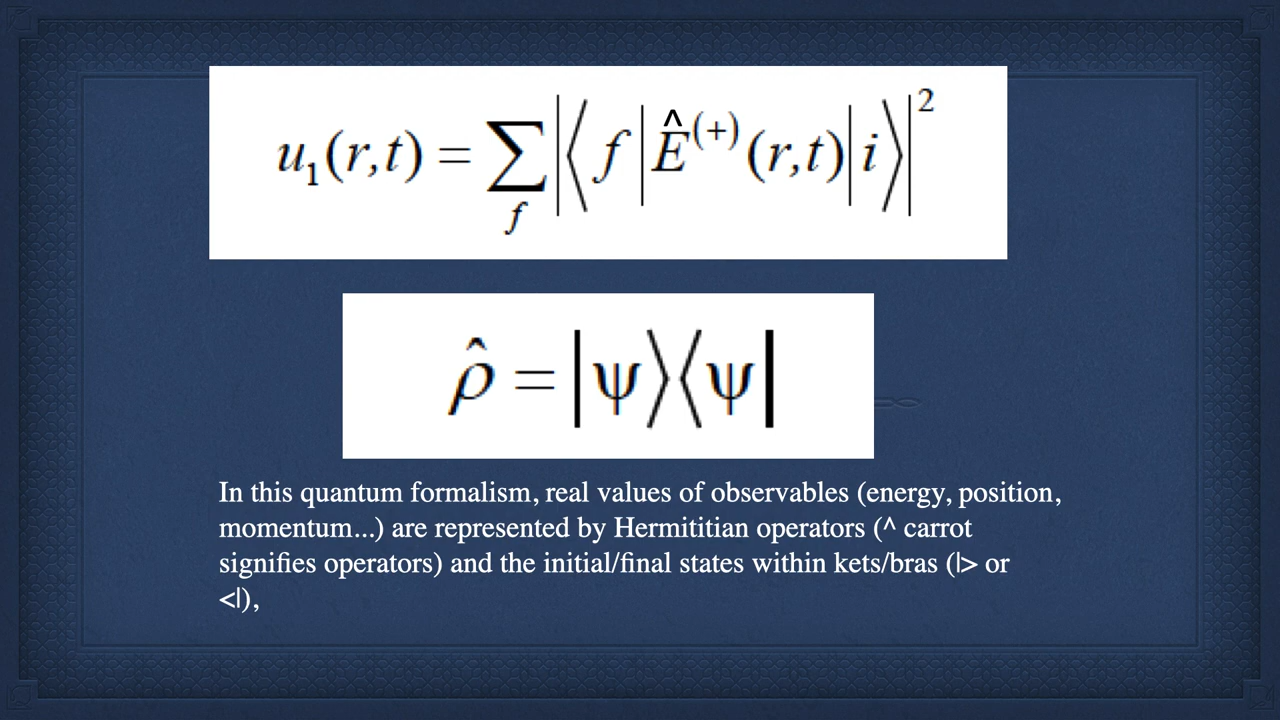 u₁(r,t) = ∑_f |⟨f|Ê⁽⁺⁾(r,t)|i⟩|²
ρ̂ = |ψ⟩⟨ψ|
In this quantum formalism, real values of observables (energy, position,
momentum...) are represented by Hermititian operators (^ carrot
signifies operators) and the initial/final states within kets/bras (|> or
<|),